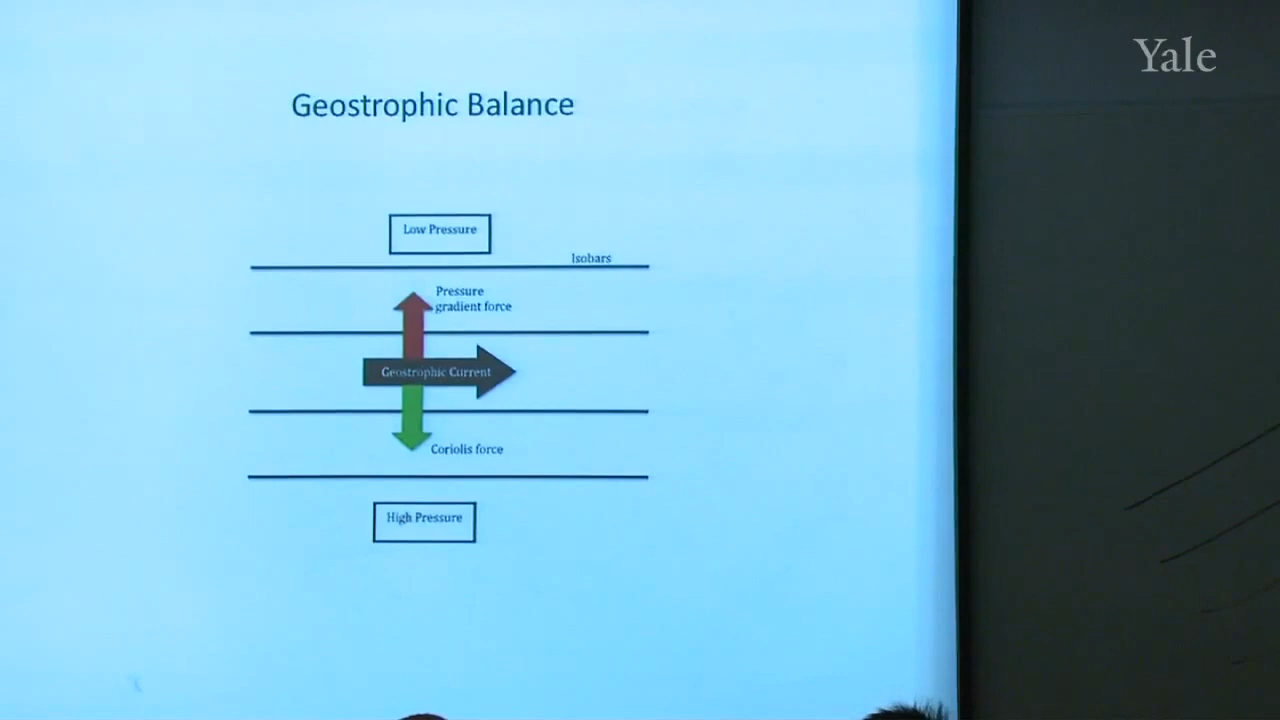 Yale
Geostrophic Balance
Low Pressure
Isobars
Pressure
gradient force
Geostrophic Current
Coriolis force
High Pressure